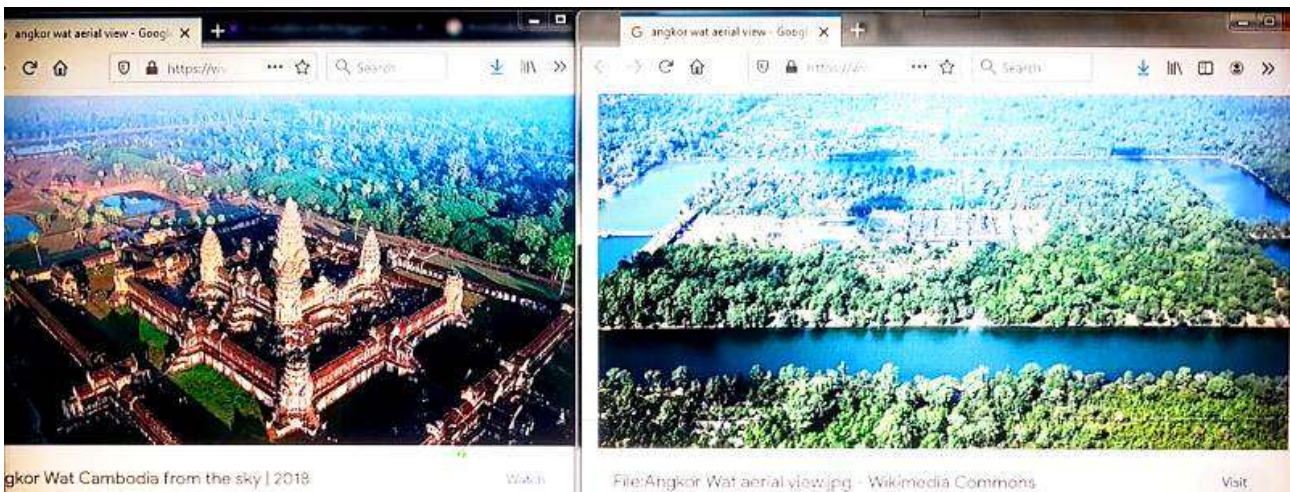 angkor wat aerial view - Googl
G angkor wat aerial view - Googl
https://w
Search
https://w
Search
gkor Wat Cambodia from the sky | 2018
Watch
File:Angkor Wat aerial view.jpg - Wikimedia Commons
Visit